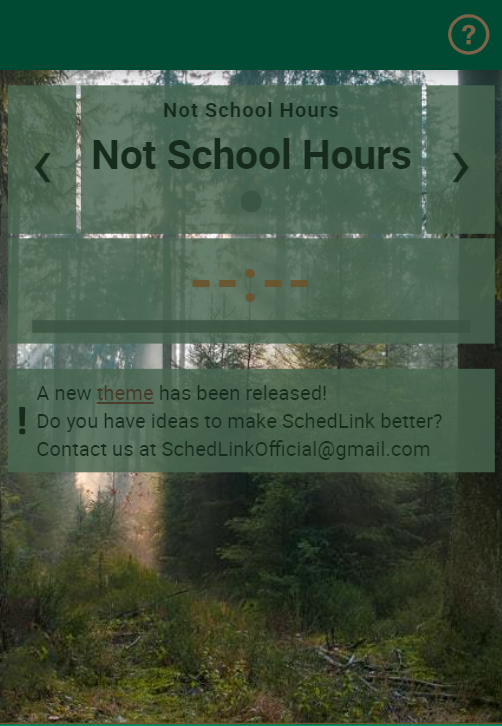 ?
Not School Hours
‹ Not School Hours ›
--:--
A new theme has been released!
! Do you have ideas to make SchedLink better?
Contact us at SchedLinkOfficial@gmail.com